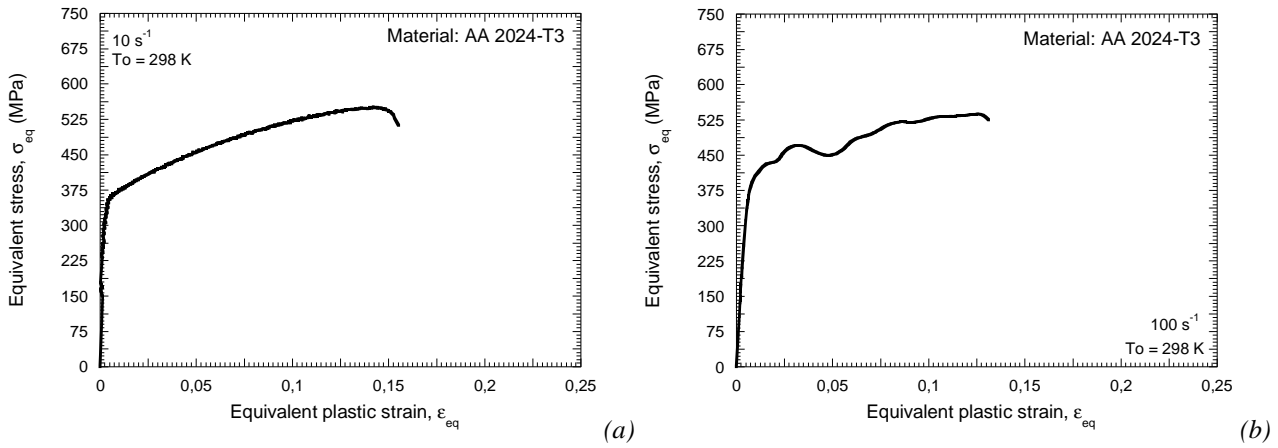 750
675
600
525
450
375
300
225
150
75
0
Equivalent stress, σeq (MPa)
10 s-1
To = 298 K
Material: AA 2024-T3
0 0,05 0,1 0,15 0,2 0,25
Equivalent plastic strain, εeq
(a)
750
675
600
525
450
375
300
225
150
75
0
Equivalent stress, σeq (MPa)
Material: AA 2024-T3
100 s-1
To = 298 K
0 0,05 0,1 0,15 0,2 0,25
Equivalent plastic strain, εeq
(b)